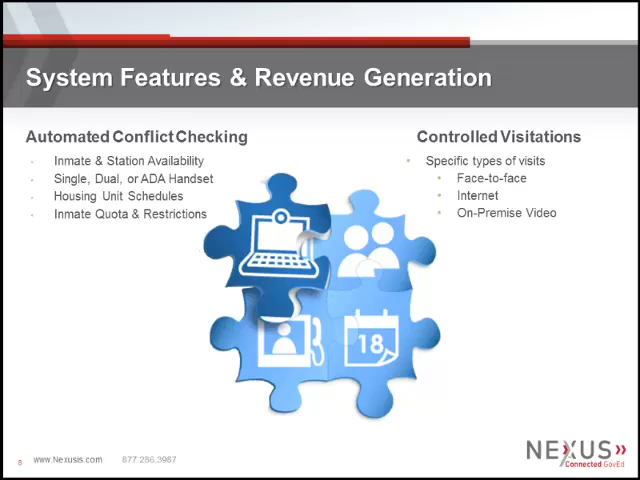 System Features & Revenue Generation
Automated Conflict Checking
Inmate & Station Availability
Single, Dual, or ADA Handset
Housing Unit Schedules
Inmate Quota & Restrictions
Controlled Visitations
Specific types of visits
Face-to-face
Internet
On-Premise Video
18
8
www.Nexusis.com
877.286.3987
NEXUS
Connected GovEd